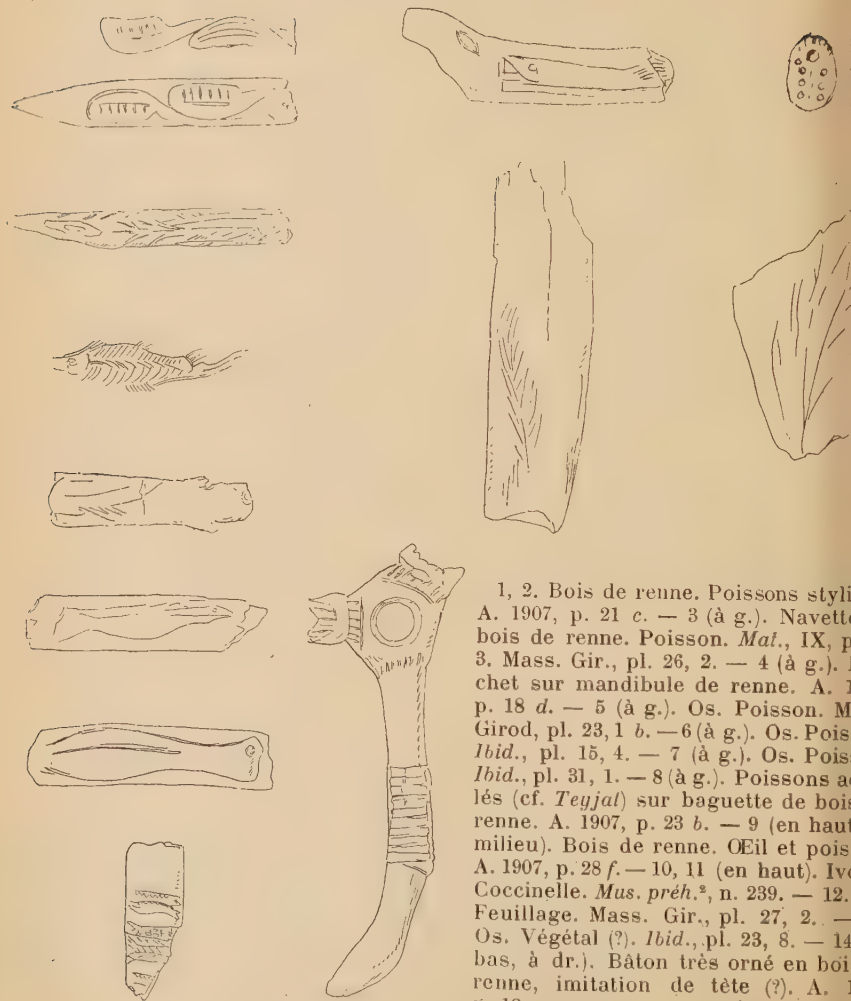 1, 2. Bois de renne. Poissons styli
A. 1907, p. 21 c. — 3 (à g.). Navette
bois de renne. Poisson. Mat., IX, p
3. Mass. Gir., pl. 26, 2. — 4 (à g.).
chet sur mandibule de renne. A. 1
p. 18 d. — 5 (à g.). Os. Poisson. M
Girod, pl. 23, 1 b. — 6 (à g.). Os. Pois
Ibid., pl. 15, 4. — 7 (à g.). Os. Pois
Ibid., pl. 31, 1. — 8 (à g.). Poissons a
lés (cf. Teyjat) sur baguette de bois
renne. A. 1907, p. 23 b. — 9 (en haut
milieu). Bois de renne. Œil et pois
A. 1907, p. 28 f. — 10, 11 (en haut). Iv
Coccinelle. Mus. préh.², n. 239. — 12.
Feuillage. Mass. Gir., pl. 27, 2. —
Os. Végétal (?). Ibid., pl. 23, 8. — 14
bas, à dr.). Bâton très orné en boi
renne, imitation de tête (?). A. 1